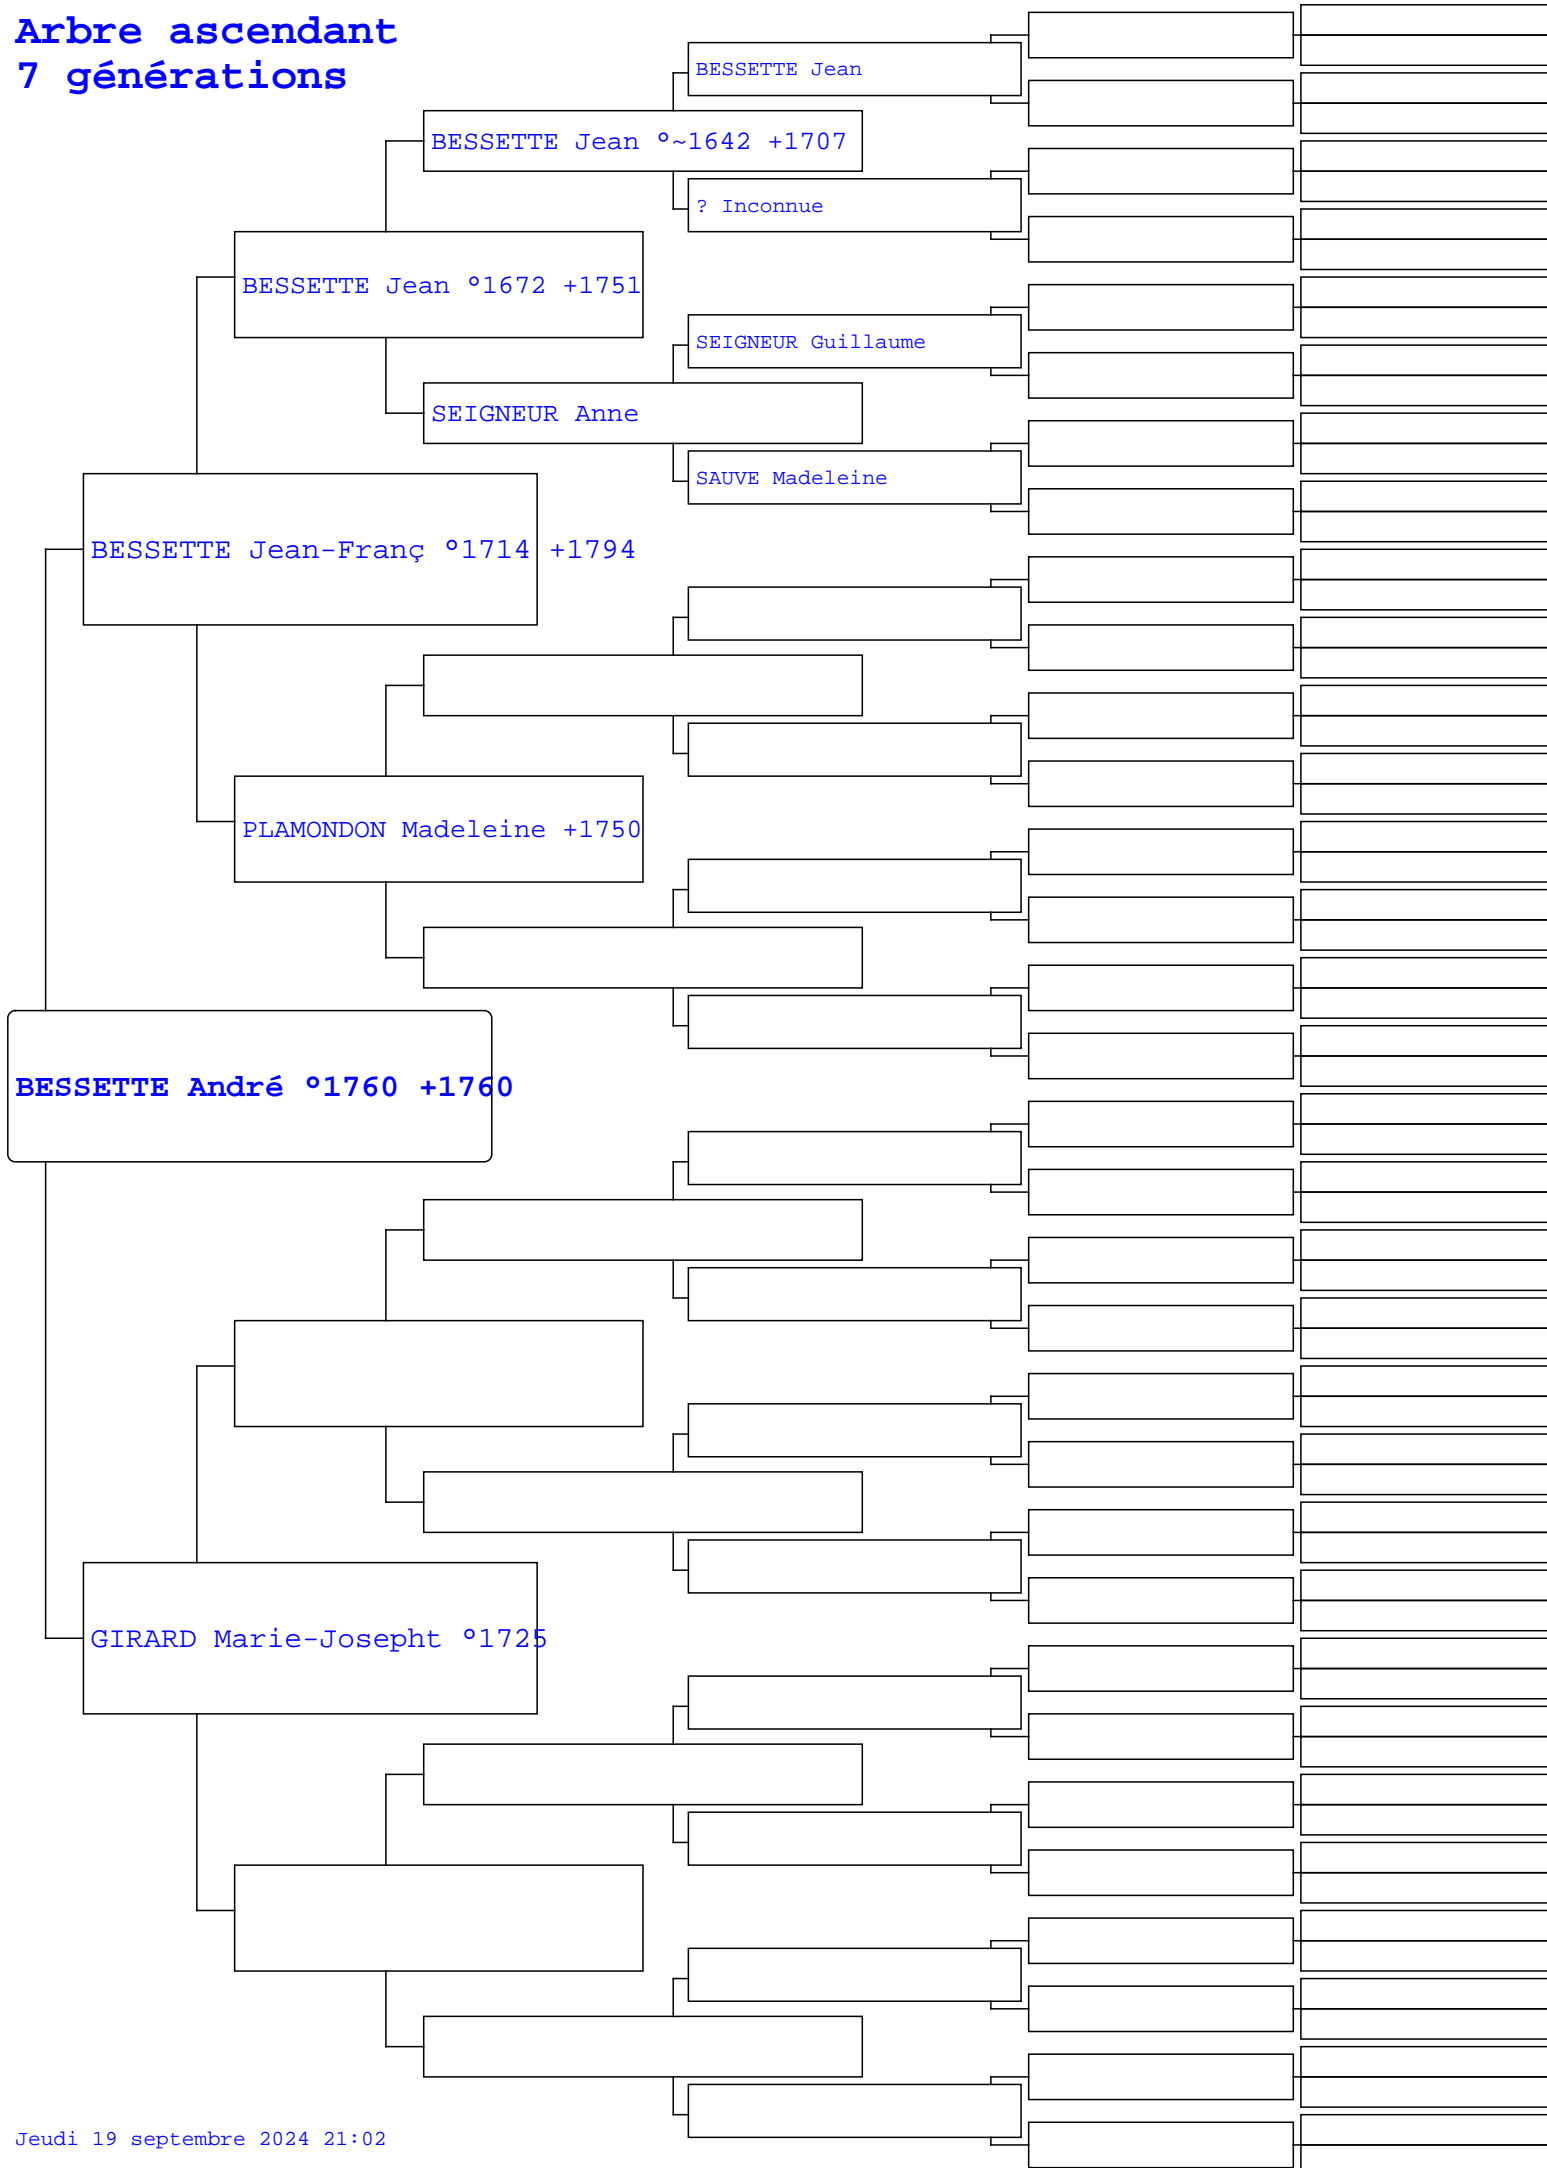 Arbre ascendant
7 générations
BESSETTE Jean
BESSETTE Jean °~1642 +1707
? Inconnue
BESSETTE Jean °1672 +1751
SEIGNEUR Guillaume
SEIGNEUR Anne
SAUVE Madeleine
BESSETTE Jean-Franç °1714 +1794
PLAMONDON Madeleine +1750
BESSETTE André °1760 +1760
GIRARD Marie-Josepht °1725
Jeudi 19 septembre 2024 21:02